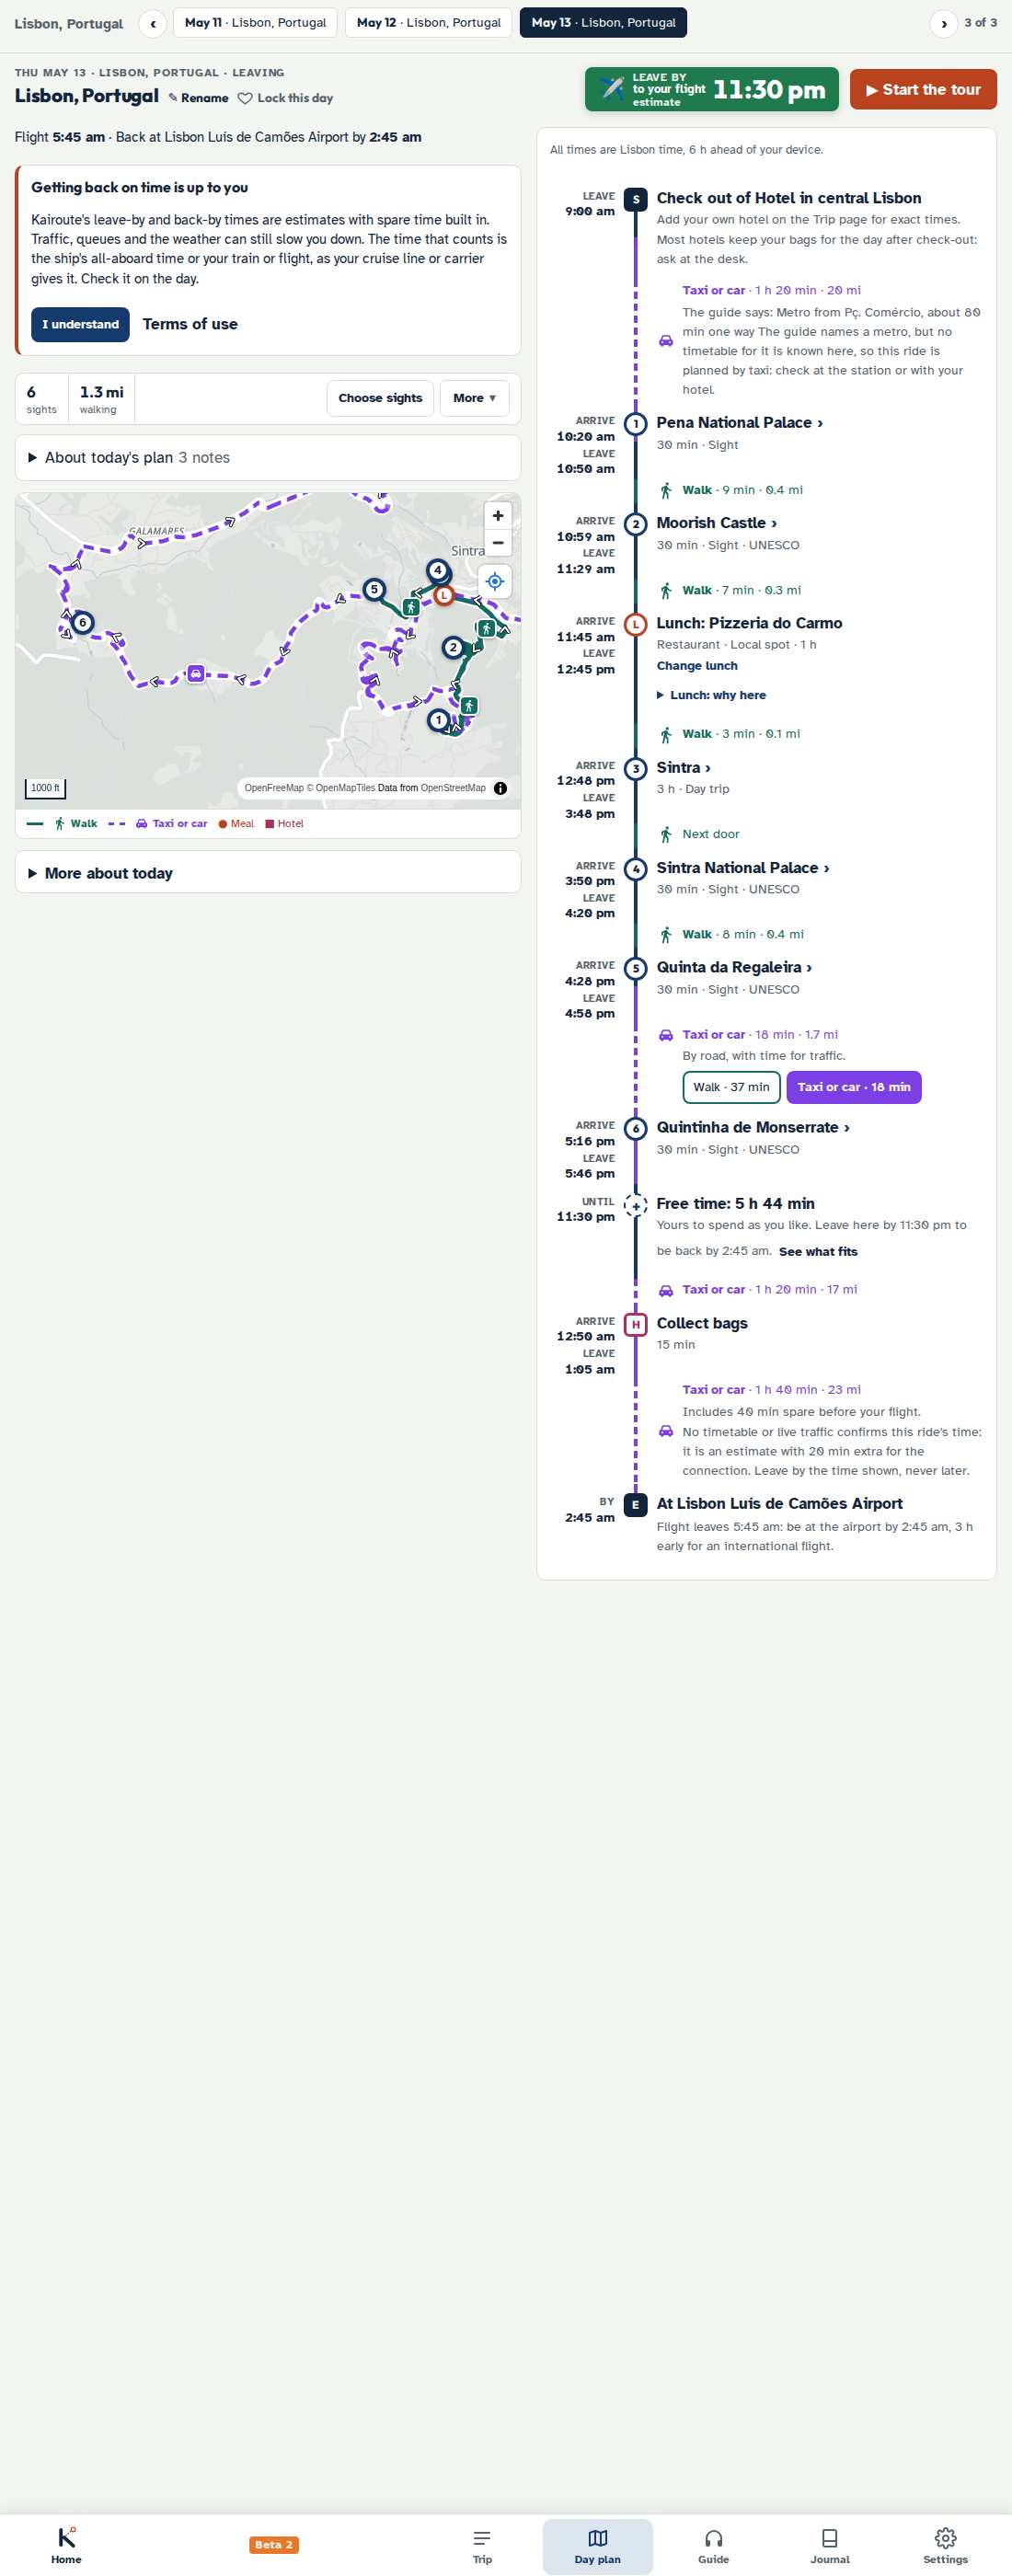 Lisbon, Portugal
‹
May 11 · Lisbon, Portugal
May 12 · Lisbon, Portugal
May 13 · Lisbon, Portugal
›
3 of 3
THU MAY 13 · LISBON, PORTUGAL · LEAVING
Lisbon, Portugal
✎ Rename
Lock this day
LEAVE BY
to your flight
estimate
11:30 pm
▶ Start the tour
Flight 5:45 am · Back at Lisbon Luís de Camões Airport by 2:45 am
Getting back on time is up to you
Kairoute's leave-by and back-by times are estimates with spare time built in.
Traffic, queues and the weather can still slow you down. The time that counts is
the ship's all-aboard time or your train or flight, as your cruise line or carrier
gives it. Check it on the day.
I understand
Terms of use
6
sights
1.3 mi
walking
Choose sights
More ▼
▶ About today's plan 3 notes
GALAMARES
Sintra
+
−
4
5
L
6
2
1
1000 ft
OpenFreeMap © OpenMapTiles Data from OpenStreetMap
Walk
Taxi or car
Meal
Hotel
▶ More about today
All times are Lisbon time, 6 h ahead of your device.
LEAVE
9:00 am
S
Check out of Hotel in central Lisbon
Add your own hotel on the Trip page for exact times.
Most hotels keep your bags for the day after check-out:
ask at the desk.
Taxi or car · 1 h 20 min · 20 mi
The guide says: Metro from Pç. Comércio, about 80
min one way The guide names a metro, but no
timetable for it is known here, so this ride is
planned by taxi: check at the station or with your
hotel.
ARRIVE
10:20 am
LEAVE
10:50 am
1
Pena National Palace ›
30 min · Sight
Walk · 9 min · 0.4 mi
ARRIVE
10:59 am
LEAVE
11:29 am
2
Moorish Castle ›
30 min · Sight · UNESCO
Walk · 7 min · 0.3 mi
ARRIVE
11:45 am
LEAVE
12:45 pm
L
Lunch: Pizzeria do Carmo
Restaurant · Local spot · 1 h
Change lunch
▶ Lunch: why here
Walk · 3 min · 0.1 mi
ARRIVE
12:48 pm
LEAVE
3:48 pm
3
Sintra ›
3 h · Day trip
Next door
ARRIVE
3:50 pm
LEAVE
4:20 pm
4
Sintra National Palace ›
30 min · Sight · UNESCO
Walk · 8 min · 0.4 mi
ARRIVE
4:28 pm
LEAVE
4:58 pm
5
Quinta da Regaleira ›
30 min · Sight · UNESCO
Taxi or car · 18 min · 1.7 mi
By road, with time for traffic.
Walk · 37 min
Taxi or car · 18 min
ARRIVE
5:16 pm
LEAVE
5:46 pm
6
Quintinha de Monserrate ›
30 min · Sight · UNESCO
UNTIL
11:30 pm
+
Free time: 5 h 44 min
Yours to spend as you like. Leave here by 11:30 pm to
be back by 2:45 am. See what fits
Taxi or car · 1 h 20 min · 17 mi
ARRIVE
12:50 am
LEAVE
1:05 am
H
Collect bags
15 min
Taxi or car · 1 h 40 min · 23 mi
Includes 40 min spare before your flight.
No timetable or live traffic confirms this ride's time:
it is an estimate with 20 min extra for the
connection. Leave by the time shown, never later.
BY
2:45 am
E
At Lisbon Luís de Camões Airport
Flight leaves 5:45 am: be at the airport by 2:45 am, 3 h
early for an international flight.
Home
Beta 2
Trip
Day plan
Guide
Journal
Settings